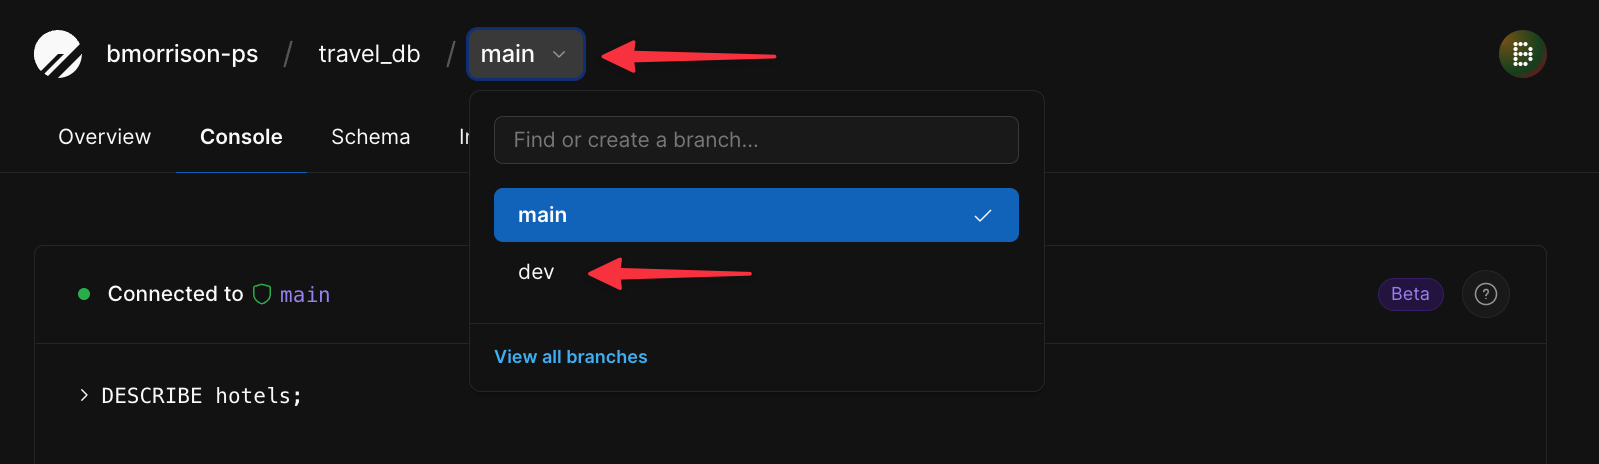 bmorrison-ps / travel_db / main
Find or create a branch...
Overview Console Schema
main
dev
Connected to main
Beta ?
View all branches
> DESCRIBE hotels;